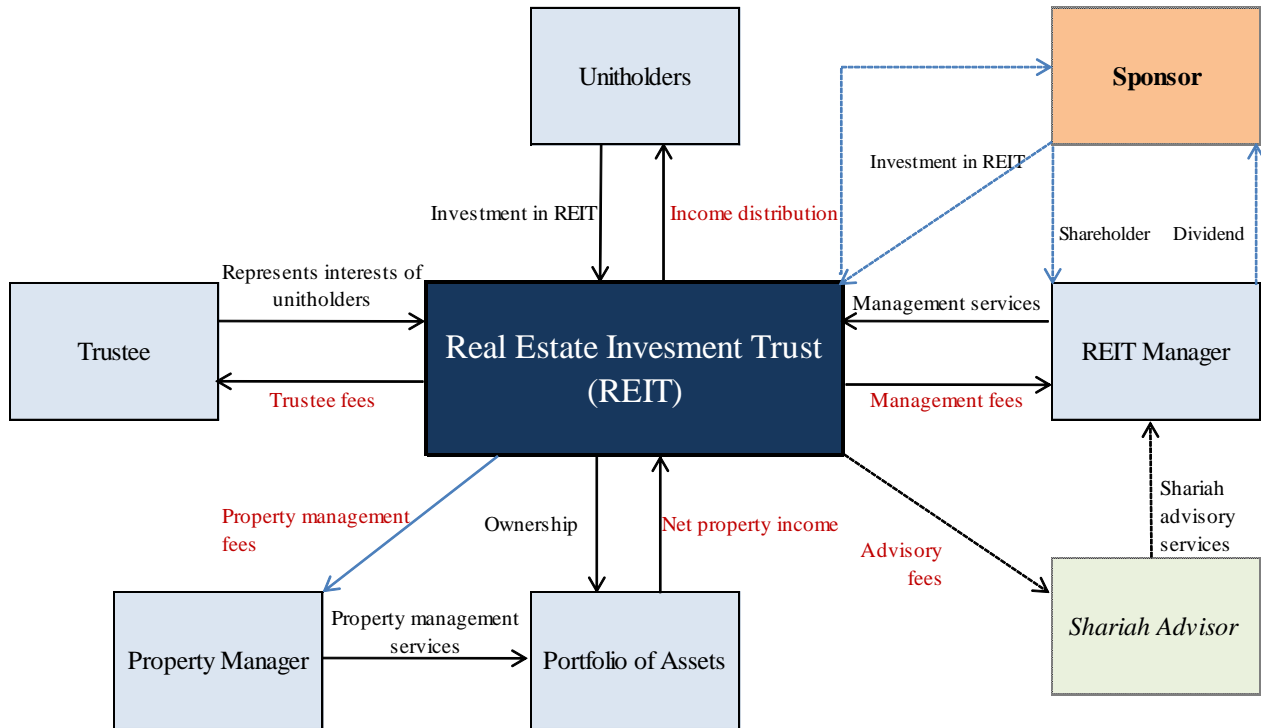 Unitholders
Sponsor
Investment in REIT
Investment in REIT
Income distribution
Shareholder
Dividend
Represents interests of
unitholders
Trustee
Trustee fees
Real Estate Invesment Trust
(REIT)
Management services
Management fees
REIT Manager
Property management
fees
Ownership
Net property income
Advisory
fees
Shariah
advisory
services
Property Manager
Property management
services
Portfolio of Assets
Shariah Advisor